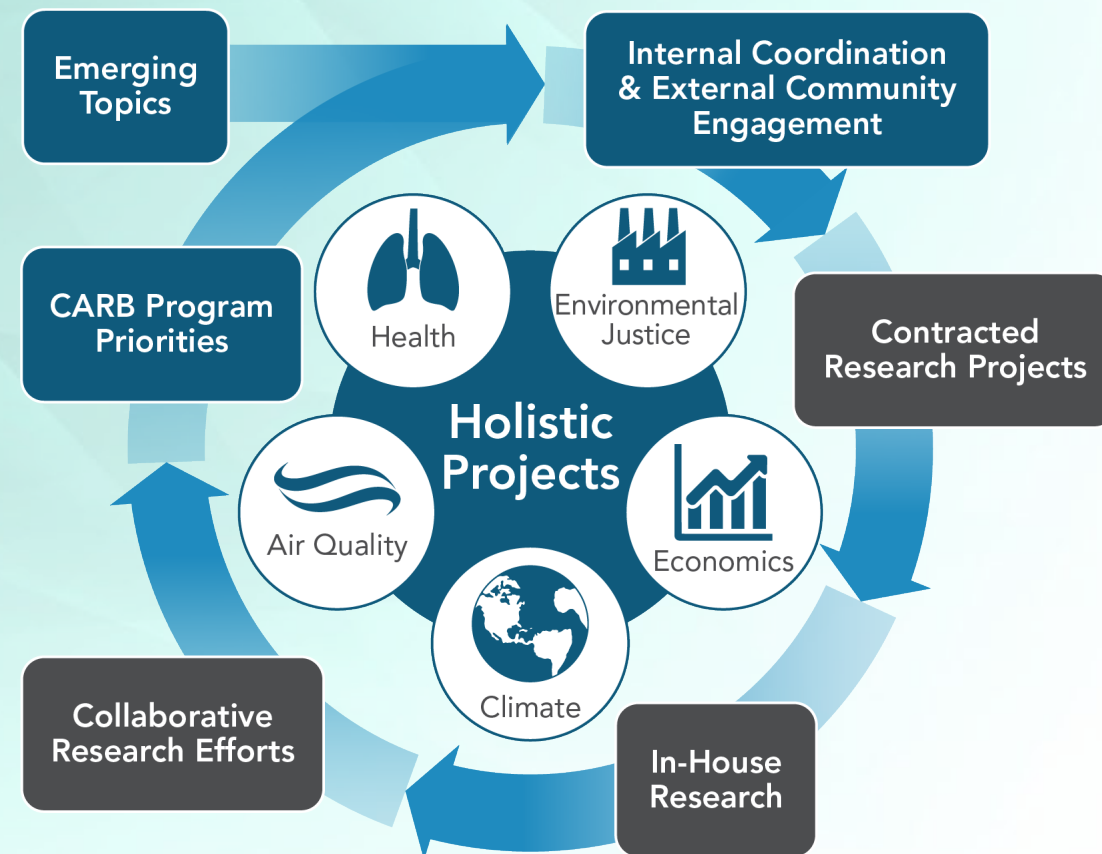 Emerging
Topics
Internal Coordination
& External Community
Engagement
CARB Program
Priorities
Health
Environmental
Justice
Contracted
Research Projects
Holistic
Projects
Air Quality
Economics
Climate
Collaborative
Research Efforts
In-House
Research